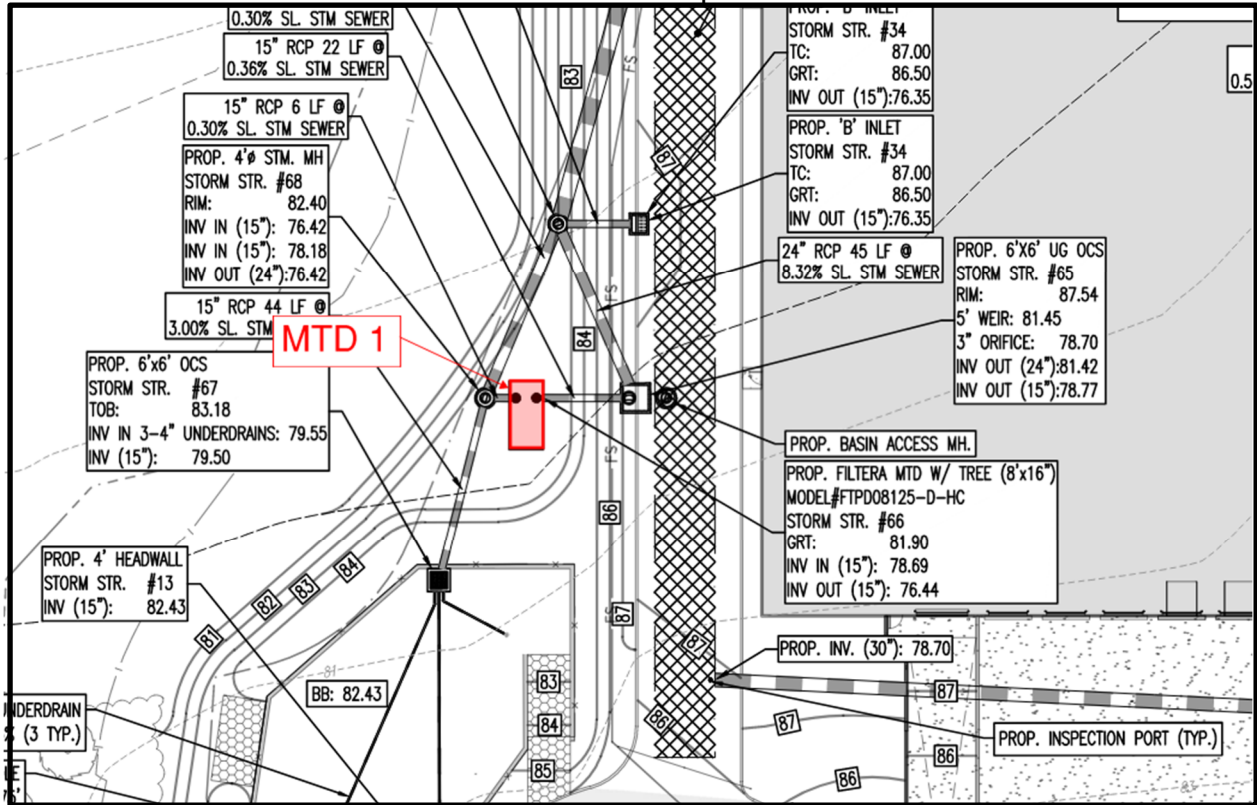 0.30% SL. STM SEWER
15" RCP 22 LF @
0.36% SL. STM SEWER
15" RCP 6 LF @
0.30% SL. STM SEWER
PROP. 4'ø STM. MH
STORM STR. #68
RIM: 82.40
INV IN (15"): 76.42
INV IN (15"): 78.18
INV OUT (24"):76.42
15" RCP 44 LF @
3.00% SL. STM
MTD 1
PROP. 6'x6' OCS
STORM STR. #67
TOB: 83.18
INV IN 3-4" UNDERDRAINS: 79.55
INV (15"): 79.50
PROP. 4' HEADWALL
STORM STR. #13
INV (15"): 82.43
BB: 82.43
UNDERDRAIN
% (3 TYP.)
PROP. 'B' INLET
STORM STR. #34
TC: 87.00
GRT: 86.50
INV OUT (15"):76.35
PROP. 'B' INLET
STORM STR. #34
TC: 87.00
GRT: 86.50
INV OUT (15"):76.35
0.5
24" RCP 45 LF @
8.32% SL. STM SEWER
PROP. 6'X6' UG OCS
STORM STR. #65
RIM: 87.54
5' WEIR: 81.45
3" ORIFICE: 78.70
INV OUT (24"):81.42
INV OUT (15"):78.77
PROP. BASIN ACCESS MH.
PROP. FILTERA MTD W/ TREE (8'x16")
MODEL#FTPD08125-D-HC
STORM STR. #66
GRT: 81.90
INV IN (15"): 78.69
INV OUT (15"): 76.44
PROP. INV. (30"): 78.70
PROP. INSPECTION PORT (TYP.)
83
FS
87
FS
84
FS
86
FS
87
87
86
84
83
82
81
81
83
84
85
87
87
86
86